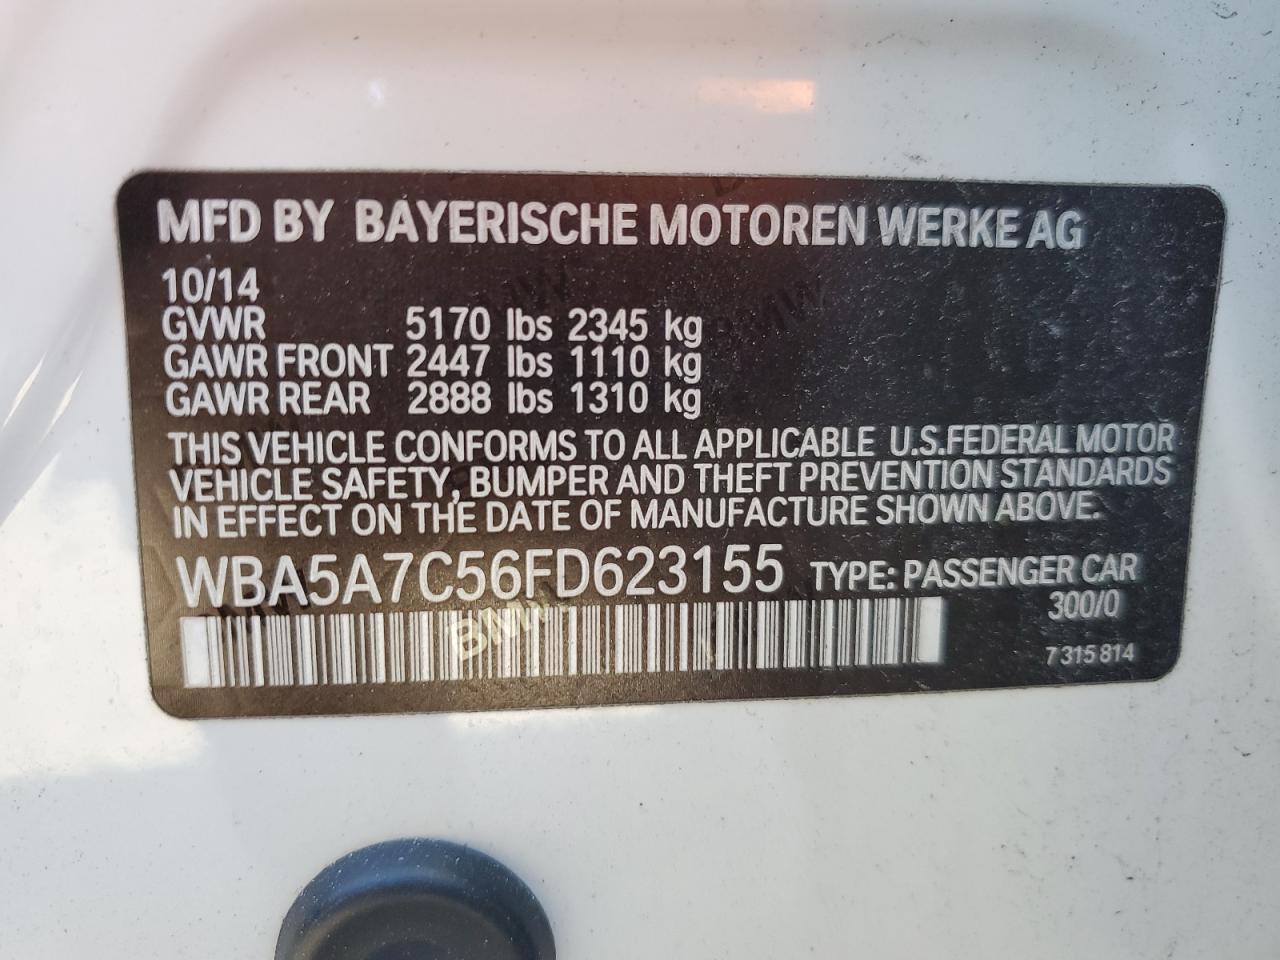 MFD BY BAYERISCHE MOTOREN WERKE AG
10/14
GVWR 5170 lbs 2345 kg
GAWR FRONT 2447 lbs 1110 kg
GAWR REAR 2888 lbs 1310 kg
THIS VEHICLE CONFORMS TO ALL APPLICABLE U.S.FEDERAL MOTOR
VEHICLE SAFETY, BUMPER AND THEFT PREVENTION STANDARDS
IN EFFECT ON THE DATE OF MANUFACTURE SHOWN ABOVE.
WBA5A7C56FD623155 TYPE: PASSENGER CAR
300/0
BMW
7 315 814